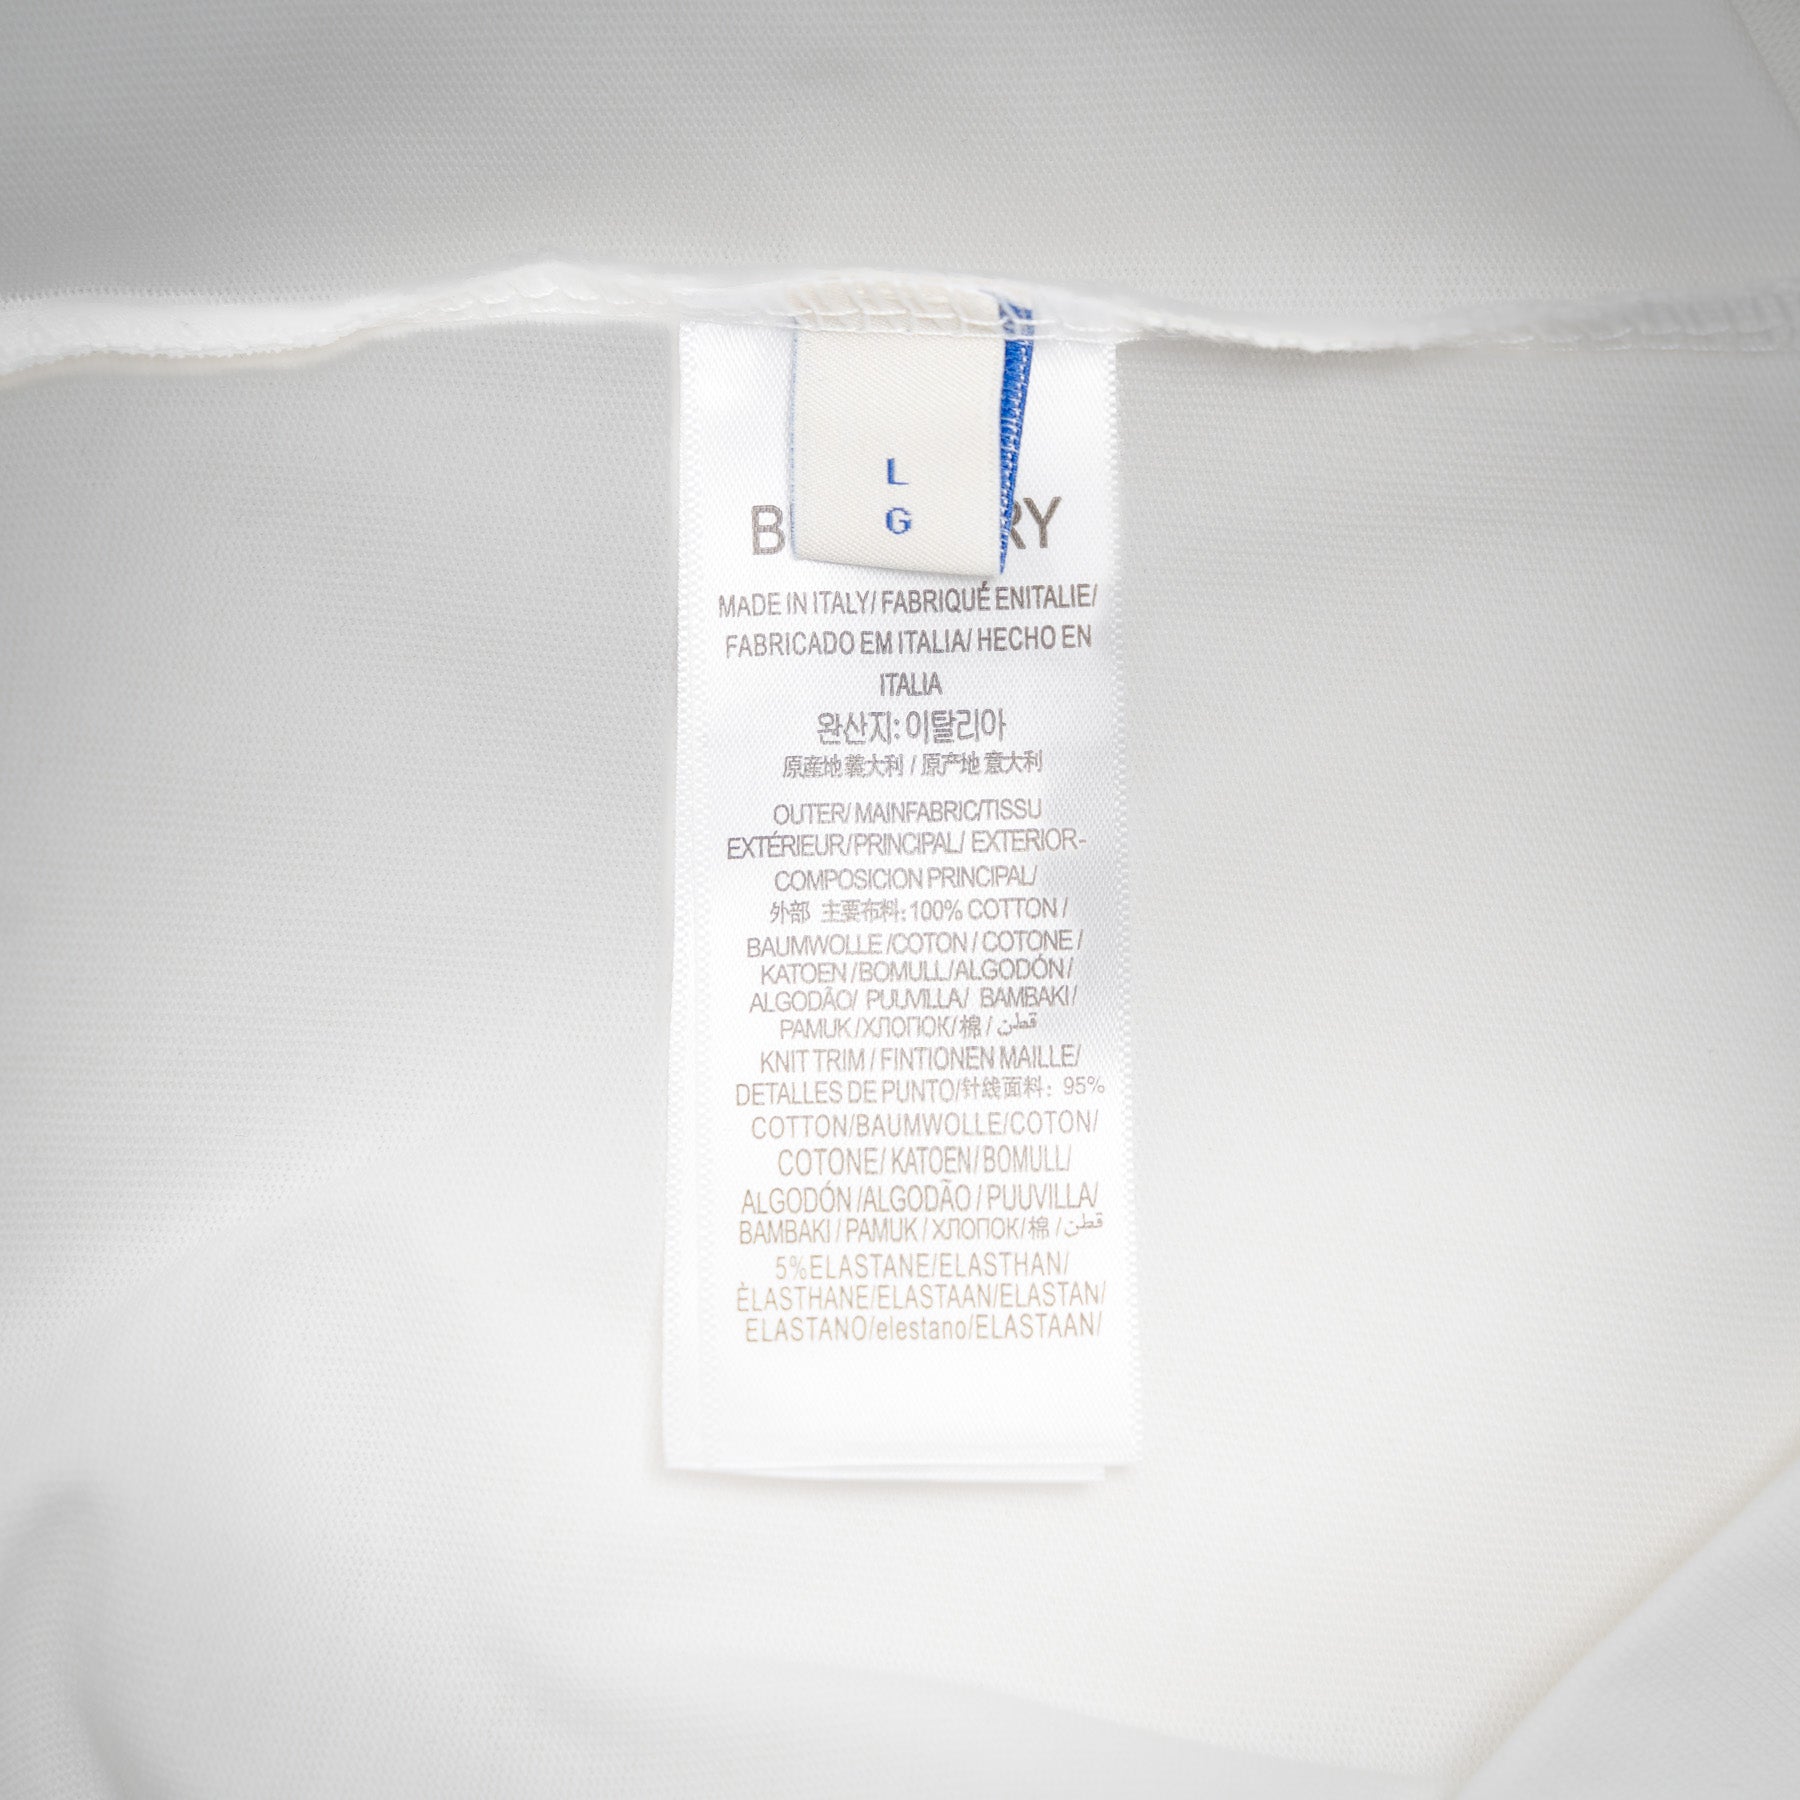 L
G
B RY
MADE IN ITALY/ FABRIQUÉ ENITALIE/
FABRICADO EM ITALIA/ HECHO EN
ITALIA
완산지: 이탈리아
原産地 義大利 / 原产地 意大利
OUTER/ MAINFABRIC/TISSU
EXTÉRIEUR/PRINCIPAL/ EXTERIOR-
COMPOSICION PRINCIPAL/
外部 主要布料: 100% COTTON /
BAUMWOLLE /COTON / COTONE /
KATOEN /BOMULL/ALGODÓN/
ALGODÃO/ PUUVILLA/ BAMBAKI /
PAMUK /ХЛОПОК/ 棉 / قطن
KNIT TRIM / FINTIONEN MAILLE/
DETALLES DE PUNTO/针线面料: 95%
COTTON/BAUMWOLLE/COTON/
COTONE/ KATOEN/ BOMULL/
ALGODÓN /ALGODÃO / PUUVILLA/
BAMBAKI / PAMUK / ХЛОПОК/ 棉 / قطن
5%ELASTANE/ELASTHAN/
ÈLASTHANE/ELASTAAN/ELASTAN/
ELASTANO/elestano/ELASTAAN/